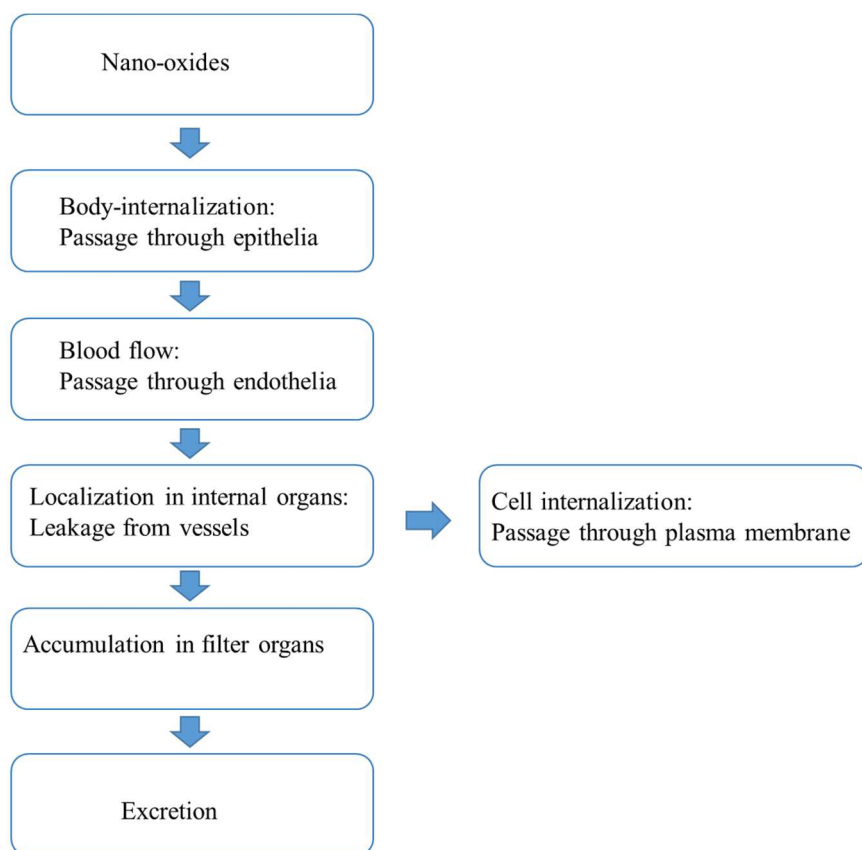 Nano-oxides
Body-internalization:
Passage through epithelia
Blood flow:
Passage through endothelia
Localization in internal organs:
Leakage from vessels
Cell internalization:
Passage through plasma membrane
Accumulation in filter organs
Excretion